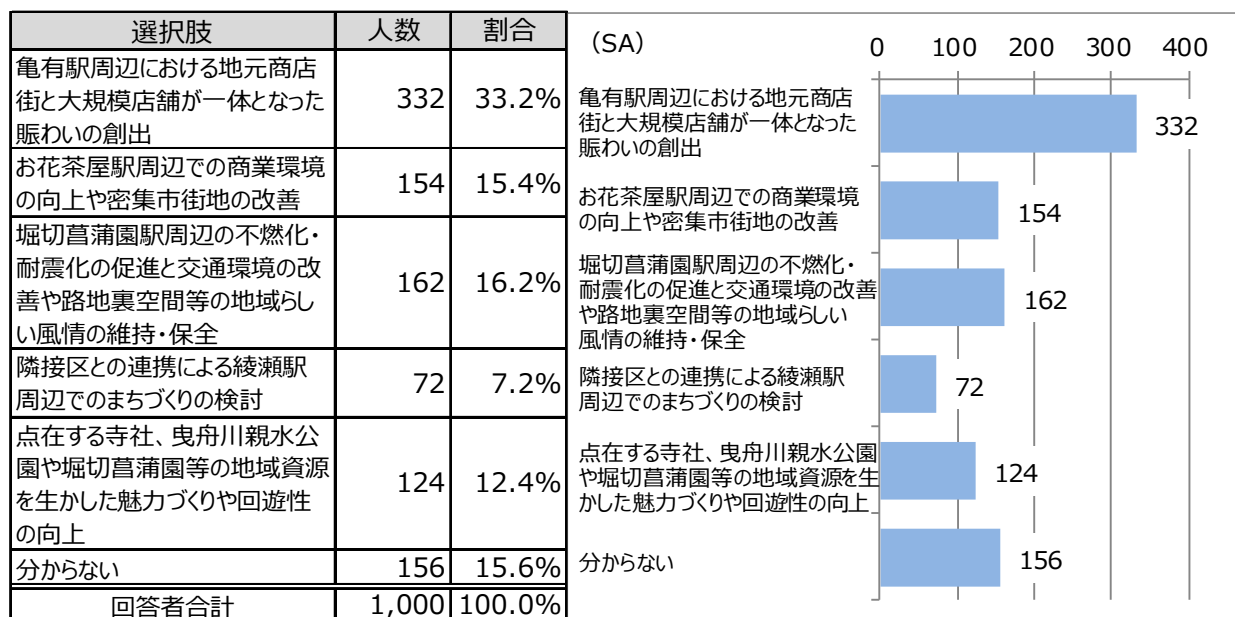 選択肢 人数 割合
亀有駅周辺における地元商店
街と大規模店舗が一体となった
賑わいの創出
332 33.2%
お花茶屋駅周辺での商業環境
の向上や密集市街地の改善
154 15.4%
堀切菖蒲園駅周辺の不燃化・
耐震化の促進と交通環境の改
善や路地裏空間等の地域らし
い風情の維持・保全
162 16.2%
隣接区との連携による綾瀬駅
周辺でのまちづくりの検討
72 7.2%
点在する寺社、曳舟川親水公
園や堀切菖蒲園等の地域資源
を生かした魅力づくりや回遊性
の向上
124 12.4%
分からない 156 15.6%
回答者合計 1,000 100.0%
（SA）
0 100 200 300 400
亀有駅周辺における地元商店
街と大規模店舗が一体となった
賑わいの創出
332
お花茶屋駅周辺での商業環境
の向上や密集市街地の改善
154
堀切菖蒲園駅周辺の不燃化・
耐震化の促進と交通環境の改善
や路地裏空間等の地域らしい
風情の維持・保全
162
隣接区との連携による綾瀬駅
周辺でのまちづくりの検討
72
点在する寺社、曳舟川親水公園
や堀切菖蒲園等の地域資源を生
かした魅力づくりや回遊性の向上
124
分からない
156